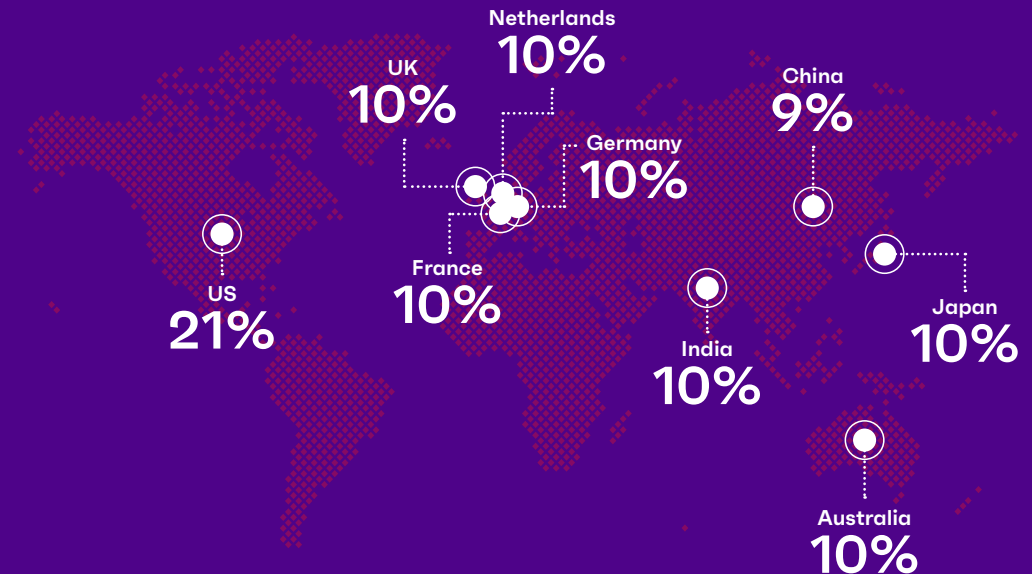 Netherlands
10%
UK
10%
China
9%
Germany
10%
France
10%
US
21%
Japan
10%
India
10%
Australia
10%